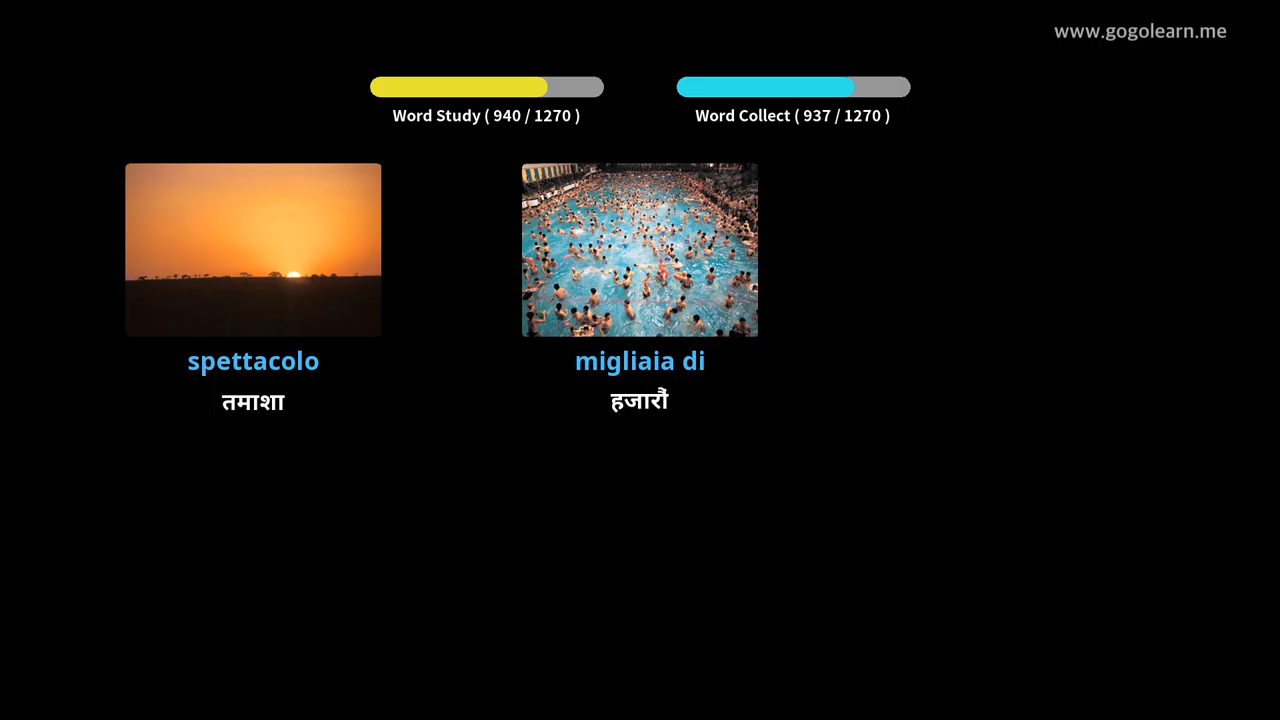 www.gogolearn.me
Word Study ( 940 / 1270 )
Word Collect ( 937 / 1270 )
spettacolo
तमाशा
migliaia di
हजारौं